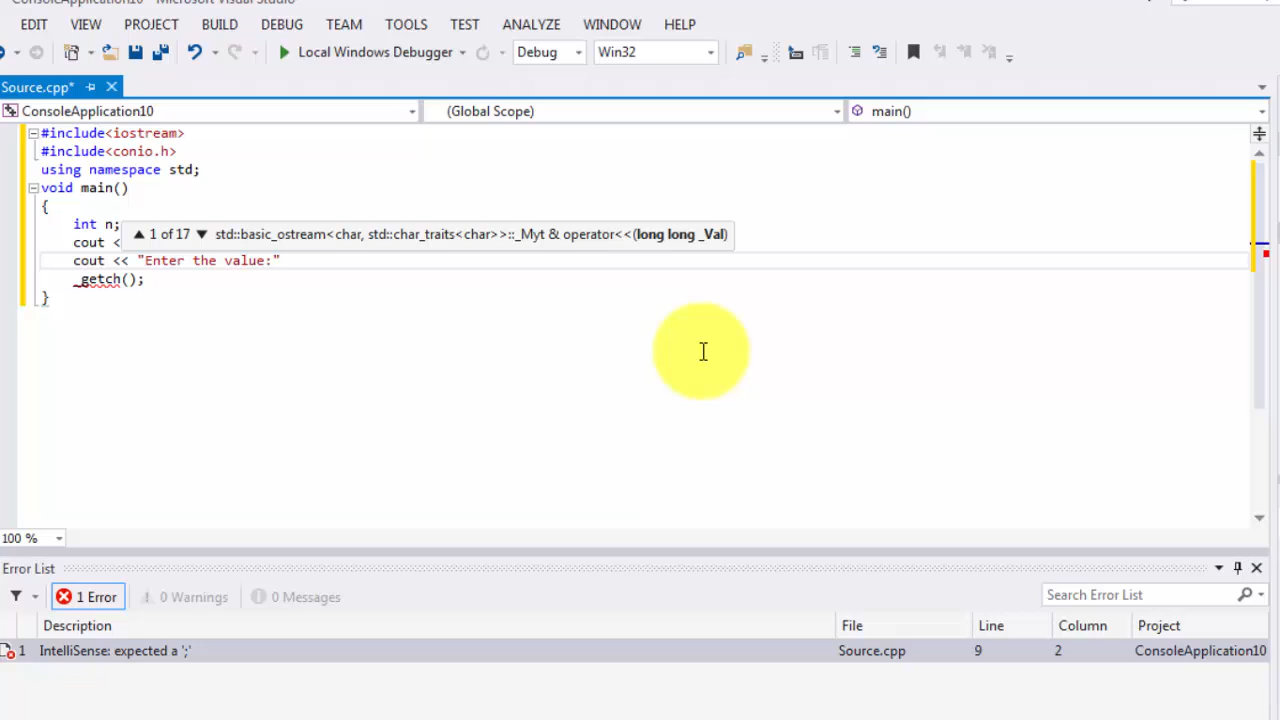 ConsoleApplication10 - Microsoft Visual Studio
EDIT VIEW PROJECT BUILD DEBUG TEAM TOOLS TEST ANALYZE WINDOW HELP
Local Windows Debugger Debug Win32
Source.cpp*
ConsoleApplication10 (Global Scope) main()
#include<iostream>
#include<conio.h>
using namespace std;
void main()
{
int n;
1 of 17 std::basic_ostream<char, std::char_traits<char>>::_Myt & operator<<(long long _Val)
cout <
cout << "Enter the value:"
_getch();
}
100 %
Error List
1 Error 0 Warnings 0 Messages Search Error List
Description File Line Column Project
1 IntelliSense: expected a ';' Source.cpp 9 2 ConsoleApplication10